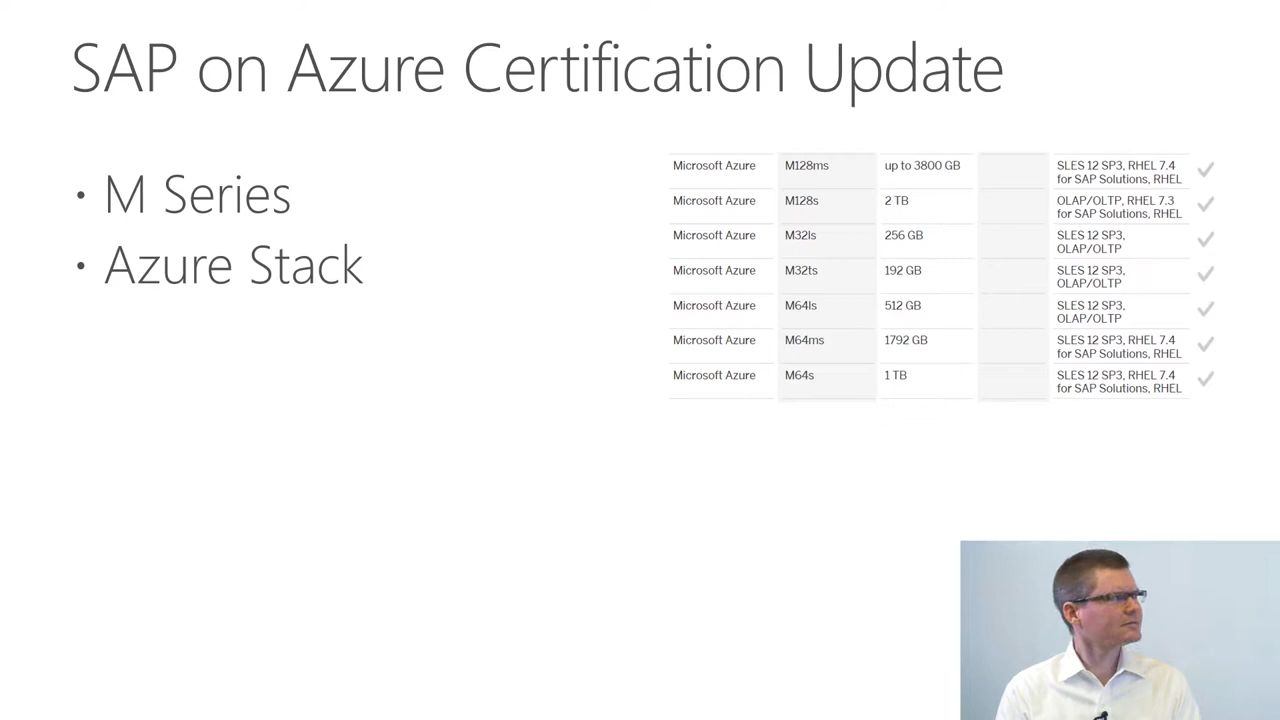 SAP on Azure Certification Update
• M Series
• Azure Stack
Microsoft Azure M128ms up to 3800 GB SLES 12 SP3, RHEL 7.4
for SAP Solutions, RHEL
Microsoft Azure M128s 2 TB OLAP/OLTP, RHEL 7.3
for SAP Solutions, RHEL
Microsoft Azure M32ls 256 GB SLES 12 SP3,
OLAP/OLTP
Microsoft Azure M32ts 192 GB SLES 12 SP3,
OLAP/OLTP
Microsoft Azure M64ls 512 GB SLES 12 SP3,
OLAP/OLTP
Microsoft Azure M64ms 1792 GB SLES 12 SP3, RHEL 7.4
for SAP Solutions, RHEL
Microsoft Azure M64s 1 TB SLES 12 SP3, RHEL 7.4
for SAP Solutions, RHEL